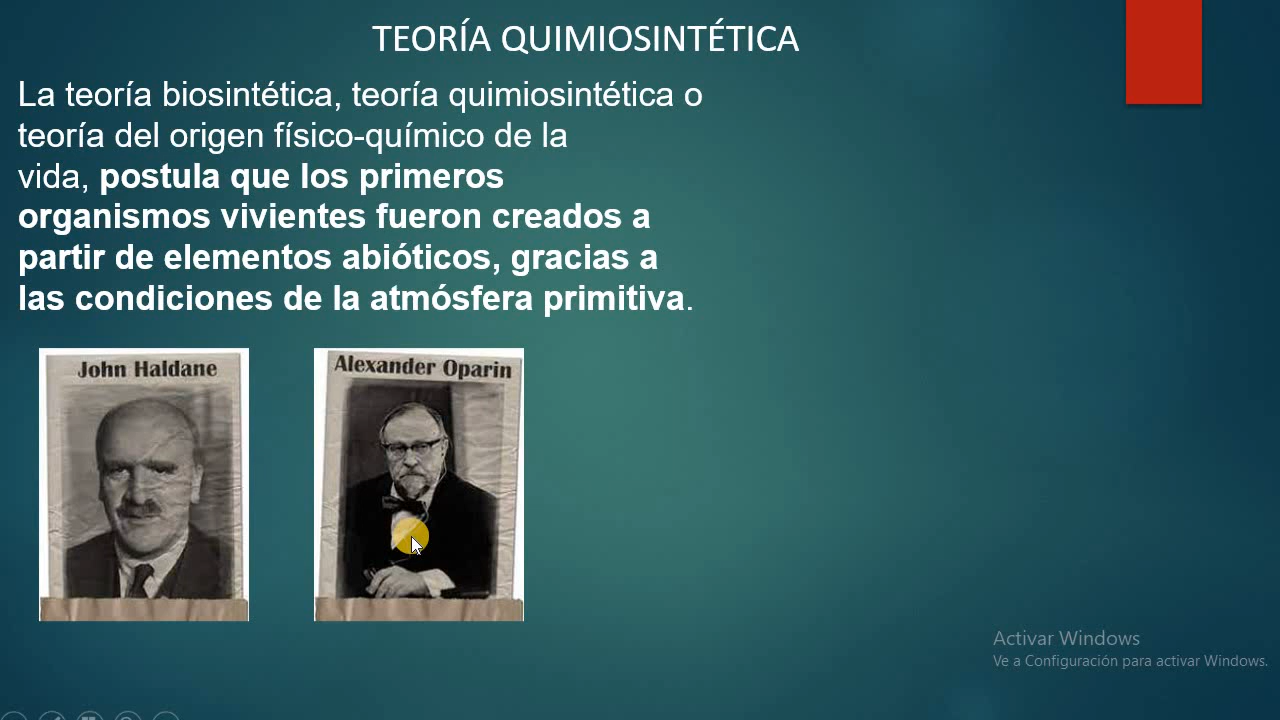 TEORÍA QUIMIOSINTÉTICA
La teoría biosintética, teoría quimiosintética o
teoría del origen físico-químico de la
vida, postula que los primeros
organismos vivientes fueron creados a
partir de elementos abióticos, gracias a
las condiciones de la atmósfera primitiva.
John Haldane
Alexander Oparin
Activar Windows
Ve a Configuración para activar Windows.